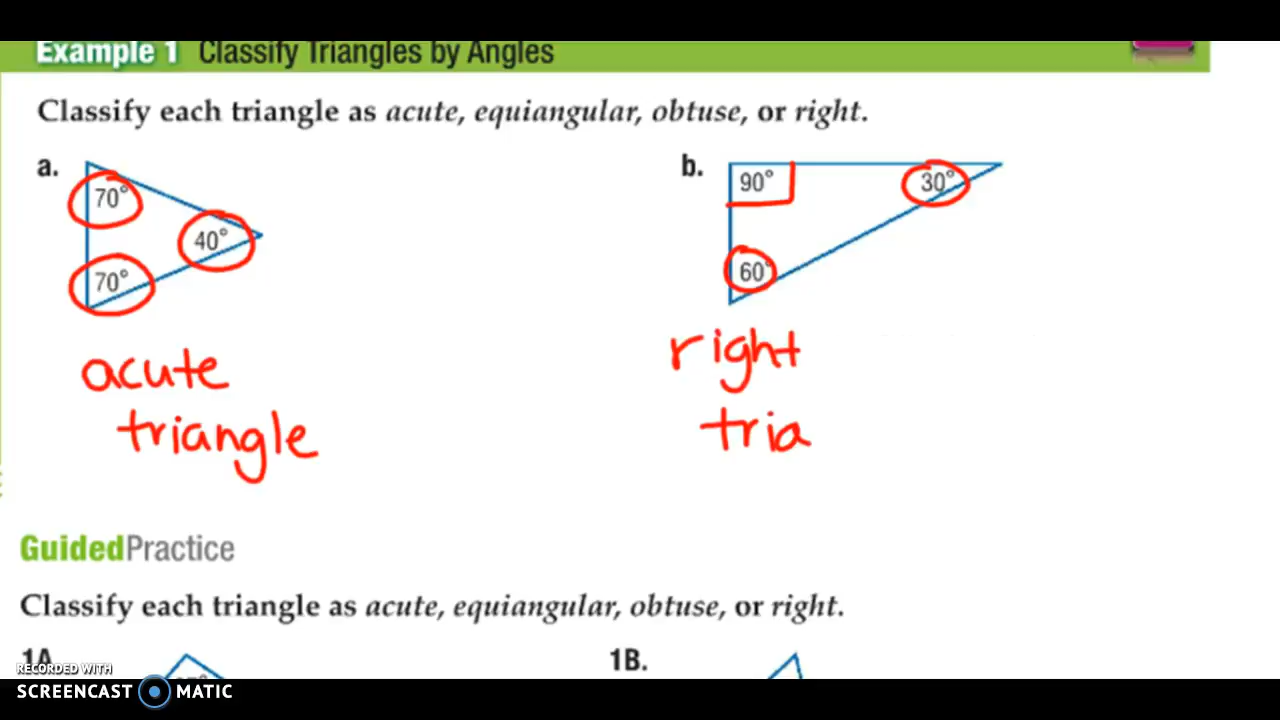 Example 1 Classify Triangles by Angles
Classify each triangle as acute, equiangular, obtuse, or right.
a.
70°
40°
70°
acute
triangle
b.
90°
30°
60°
right
tria
GuidedPractice
Classify each triangle as acute, equiangular, obtuse, or right.
1A.
1B.
RECORDED WITH
SCREENCAST MATIC